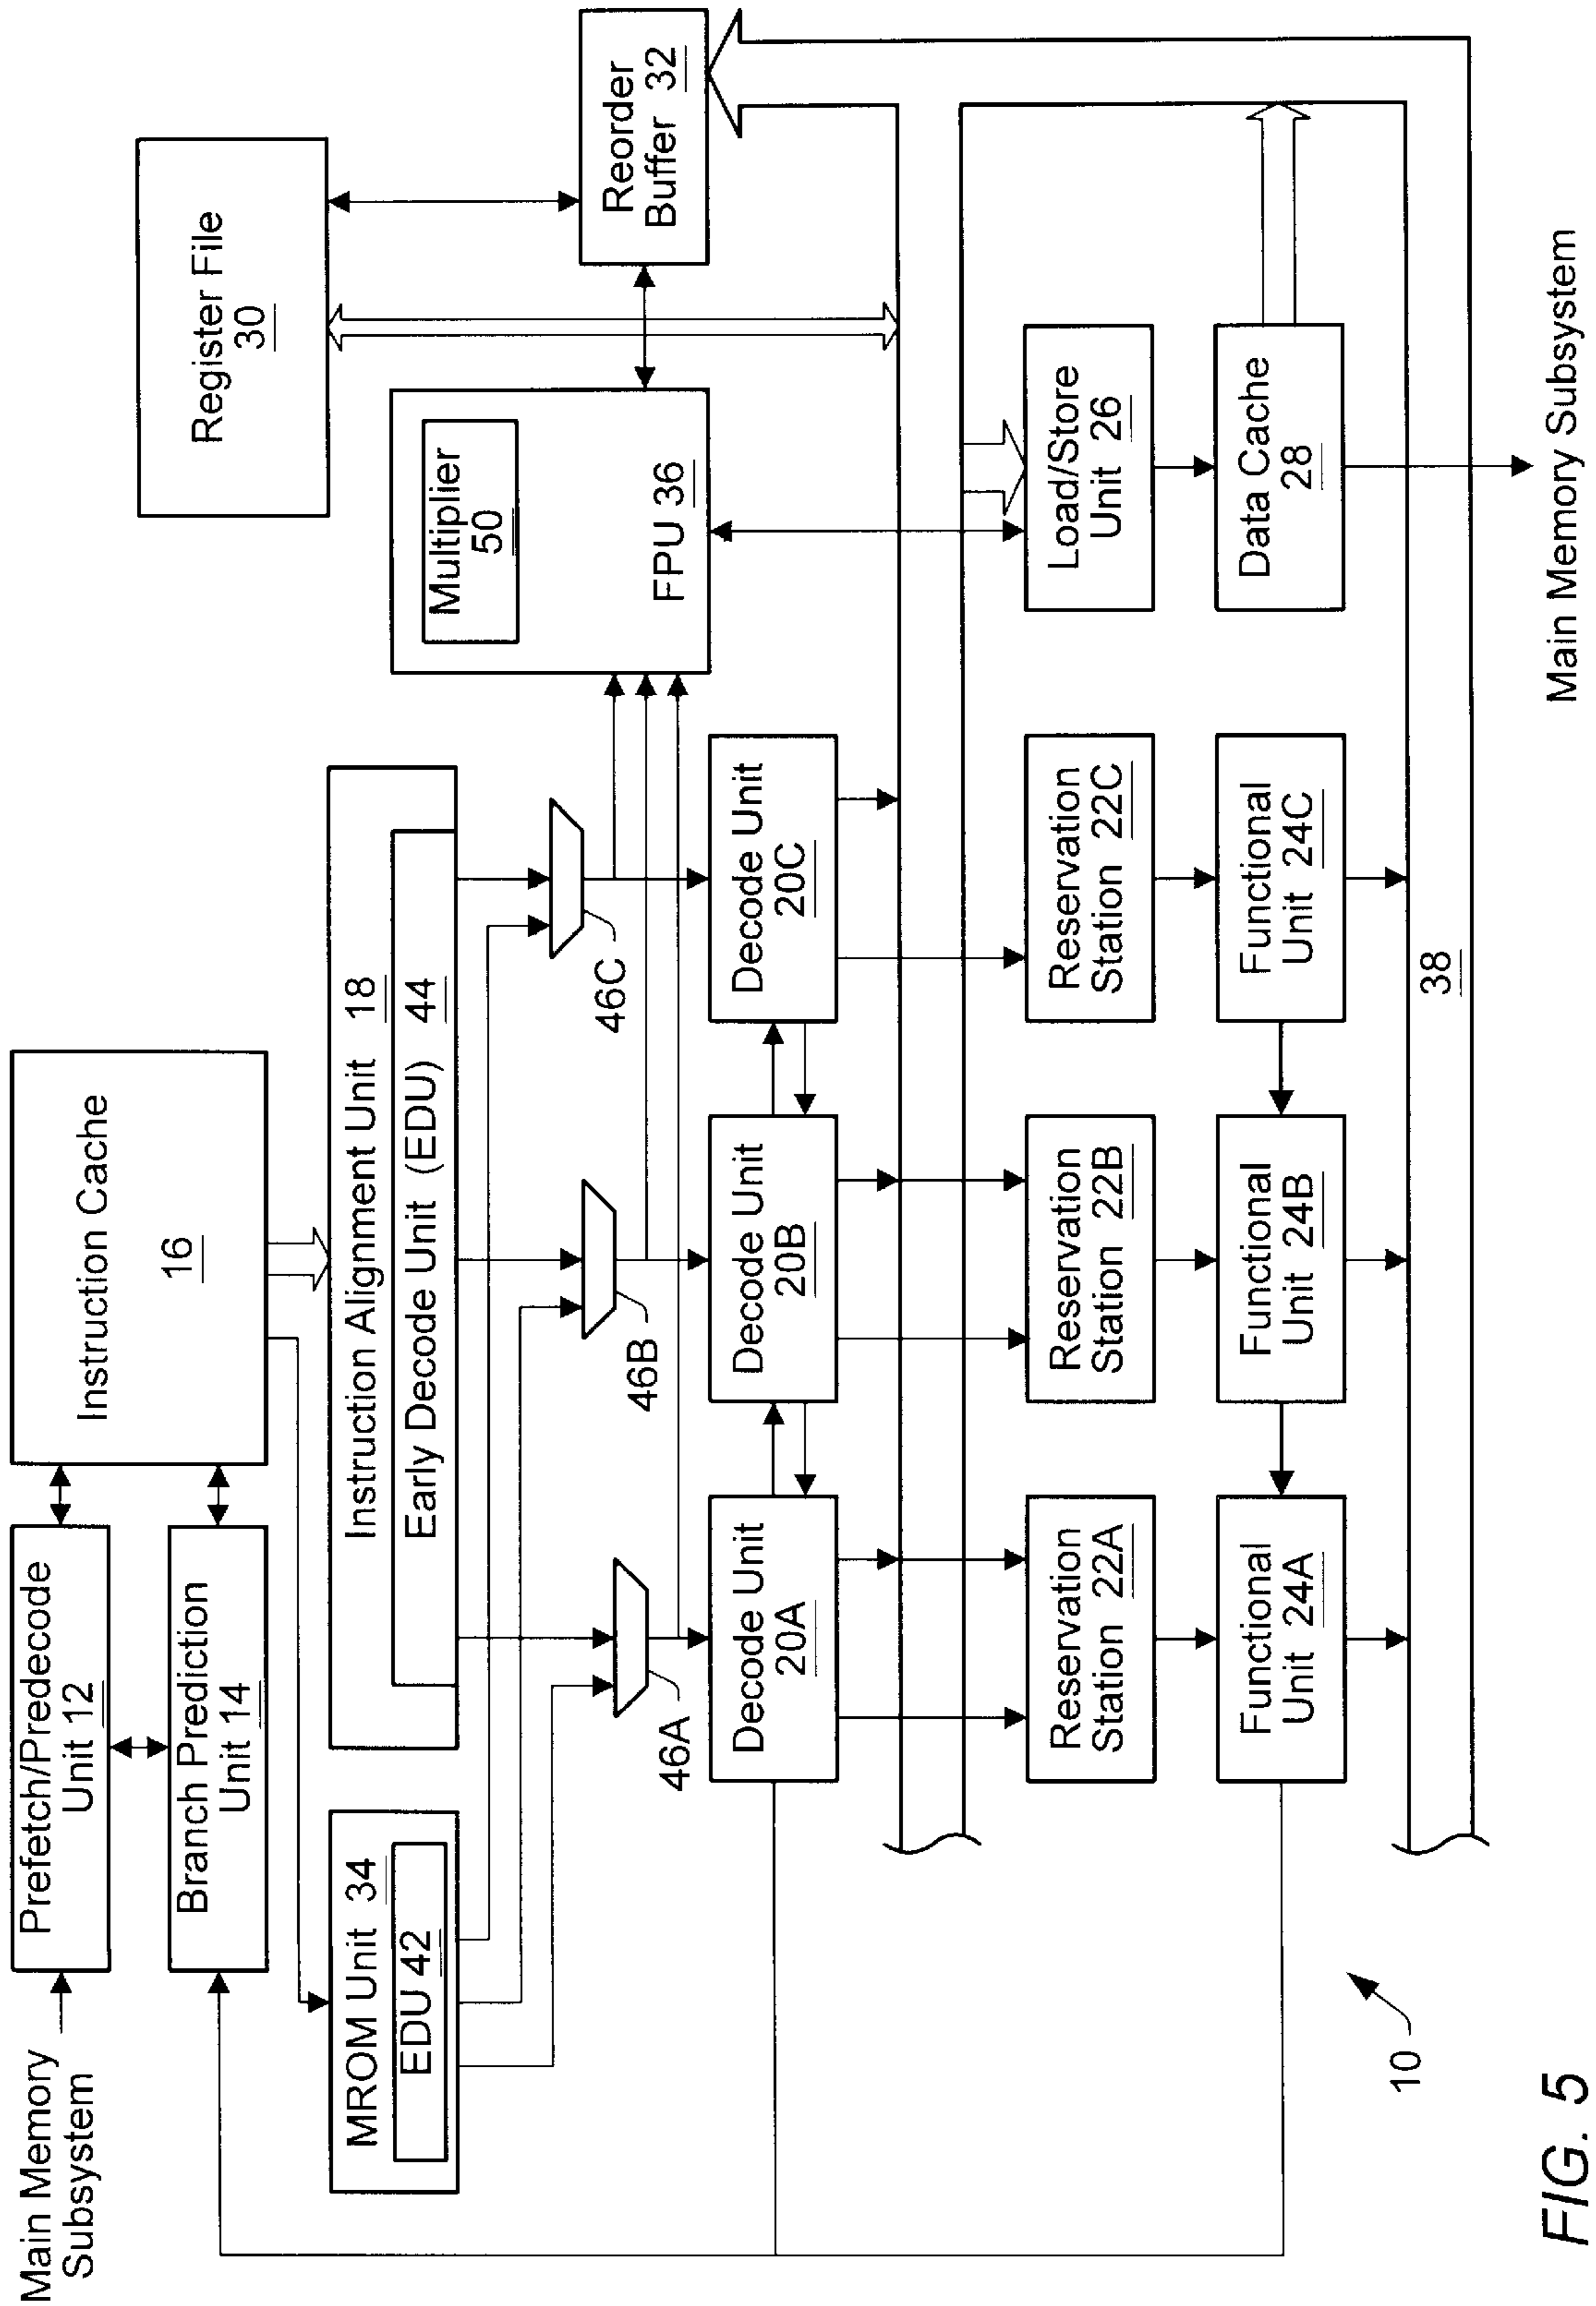 Main Memory
Subsystem
Prefetch/Predecode
Unit 12
Branch Prediction
Unit 14
Instruction Cache
16
Register File
30
MROM Unit 34
EDU 42
Instruction Alignment Unit 18
Early Decode Unit (EDU) 44
Multiplier
50
FPU 36
Reorder
Buffer 32
46A
46B
46C
Decode Unit
20A
Decode Unit
20B
Decode Unit
20C
Reservation
Station 22A
Reservation
Station 22B
Reservation
Station 22C
Load/Store
Unit 26
Functional
Unit 24A
Functional
Unit 24B
Functional
Unit 24C
Data Cache
28
38
10
Main Memory Subsystem
FIG. 5